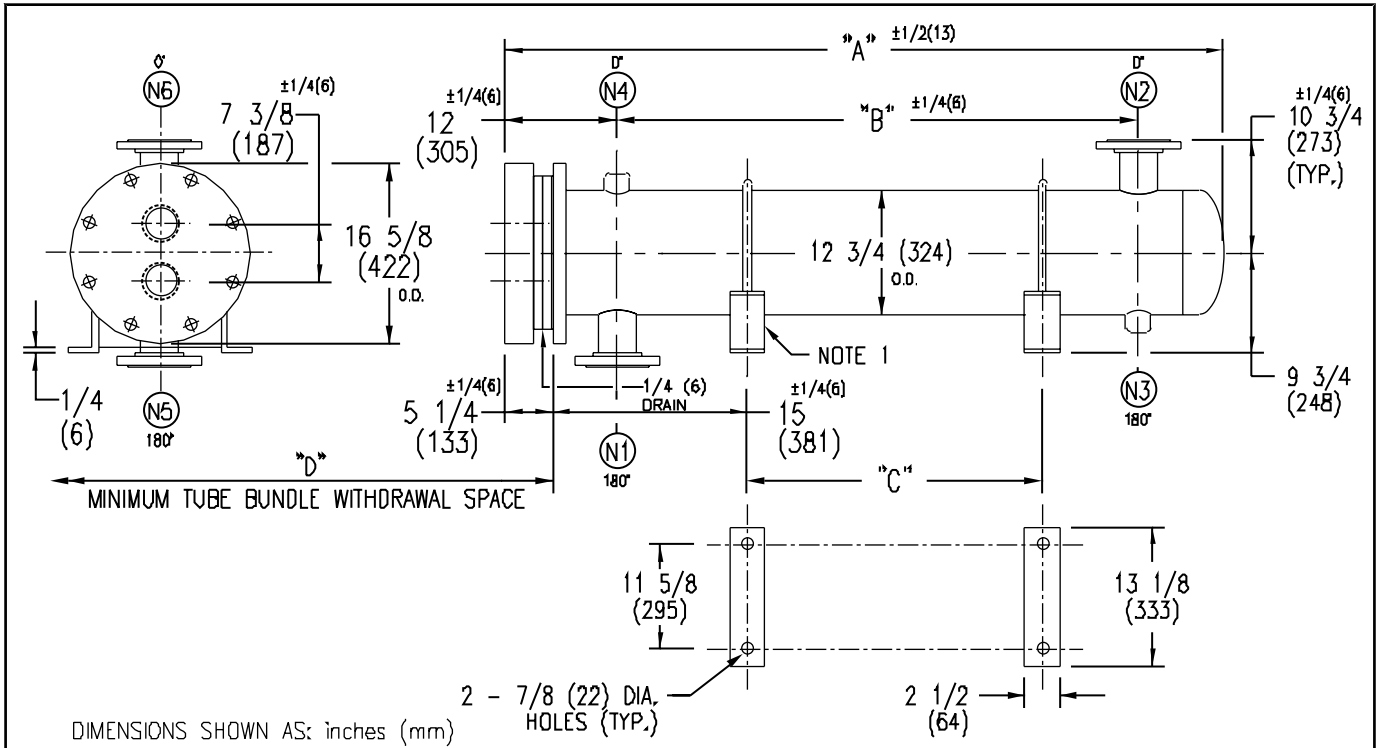 "A" ±1/2(13)
0°
N6
±1/4(6)
7 3/8
(187)
16 5/8
(422)
O.D.
1/4
(6)
N5
180°
±1/4(6)
12
(305)
0°
N4
"B" ±1/4(6)
0°
N2
±1/4(6)
10 3/4
(273)
(TYP.)
12 3/4 (324)
O.D.
NOTE 1
9 3/4
(248)
N3
180°
±1/4(6)
5 1/4
(133)
1/4 (6)
DRAIN
±1/4(6)
15
(381)
N1
180°
"D"
MINIMUM TUBE BUNDLE WITHDRAWAL SPACE
"C"
11 5/8
(295)
13 1/8
(333)
2 - 7/8 (22) DIA.
HOLES (TYP.)
2 1/2
(64)
DIMENSIONS SHOWN AS: inches (mm)